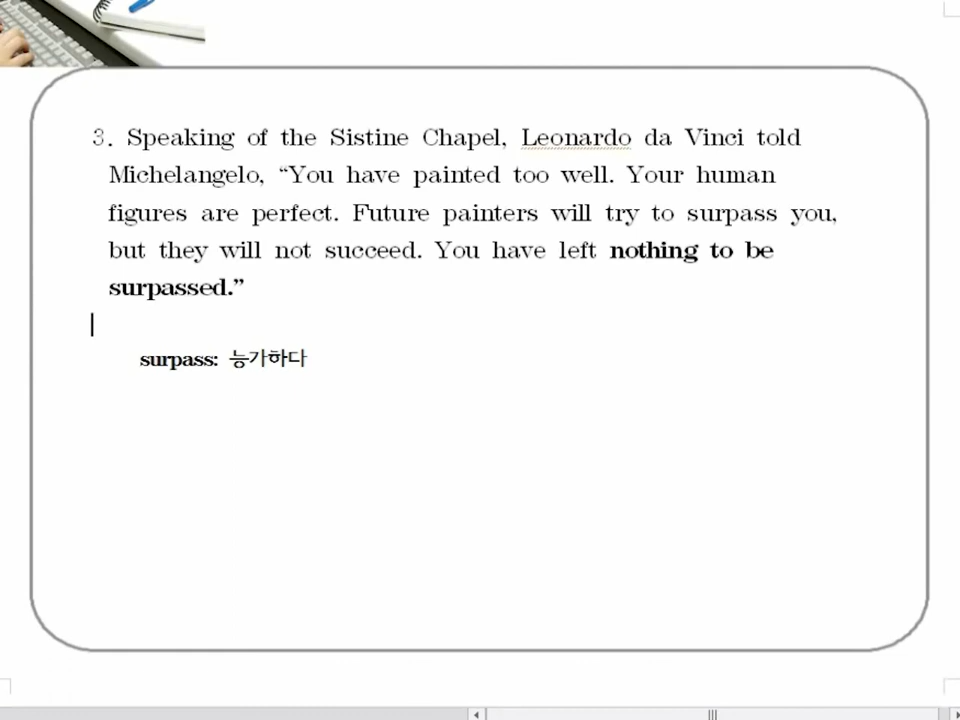 3. Speaking of the Sistine Chapel, Leonardo da Vinci told
Michelangelo, “You have painted too well. Your human
figures are perfect. Future painters will try to surpass you,
but they will not succeed. You have left nothing to be
surpassed.”
surpass: 능가하다